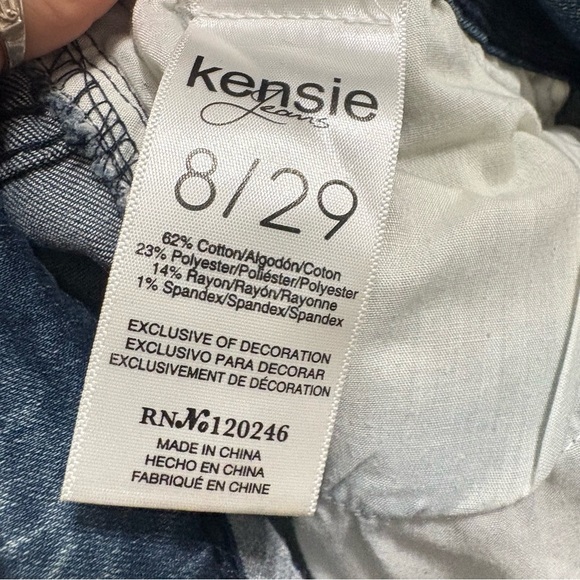 kensie
Jeans
8/29
62% Cotton/Algodón/Coton
23% Polyester/Poliéster/Polyester
14% Rayon/Rayón/Rayonne
1% Spandex/Spandex/Spandex
EXCLUSIVE OF DECORATION
EXCLUSIVO PARA DECORAR
EXCLUSIVEMENT DE DÉCORATION
RN No 120246
MADE IN CHINA
HECHO EN CHINA
FABRIQUÉ EN CHINE